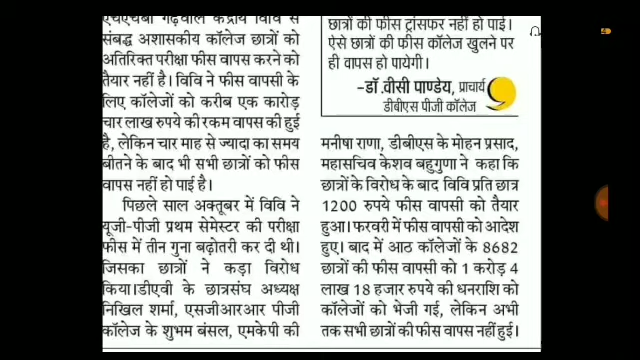 एचएचबी गढ़वाल केंद्रीय विवि से
संबद्ध अशासकीय कॉलेज छात्रों को
अतिरिक्त परीक्षा फीस वापस करने को
तैयार नहीं है। विवि ने फीस वापसी के
लिए कॉलेजों को करीब एक कारोड़
चार लाख रुपये की रकम वापस की हुई
है, लेकिन चार माह से ज्यादा का समय
बीतने के बाद भी सभी छात्रों को फीस
वापस नहीं हो पाई है।
पिछले साल अक्तूबर में विवि ने
यूजी-पीजी प्रथम सेमेस्टर की परीक्षा
फीस में तीन गुना बढ़ोतरी कर दी थी।
जिसका छात्रों ने कड़ा विरोध
किया।डीएवी के छात्रसंघ अध्यक्ष
निखिल शर्मा, एसजीआरआर पीजी
कॉलेज के शुभम बंसल, एमकेपी की
छात्रों की फीस ट्रांसफर नहीं हो पाई।
ऐसे छात्रों की फीस कॉलेज खुलने पर
ही वापस हो पायेगी।
-डॉ .वीसी पाण्डेय, प्राचार्य
डीबीएस पीजी कॉलेज
मनीषा राणा, डीबीएस के मोहन प्रसाद,
महासचिव केशव बहुगुणा ने कहा कि
छात्रों के विरोध के बाद विवि प्रति छात्र
1200 रुपये फीस वापसी को तैयार
हुआ। फरवरी में फीस वापसी को आदेश
हुए। बाद में आठ कॉलेजों के 8682
छात्रों की फीस वापसी को 1 करोड़ 4
लाख 18 हजार रुपये की धनराशि को
कॉलेजों को भेजी गई, लेकिन अभी
तक सभी छात्रों की फीस वापस नहीं हुई।